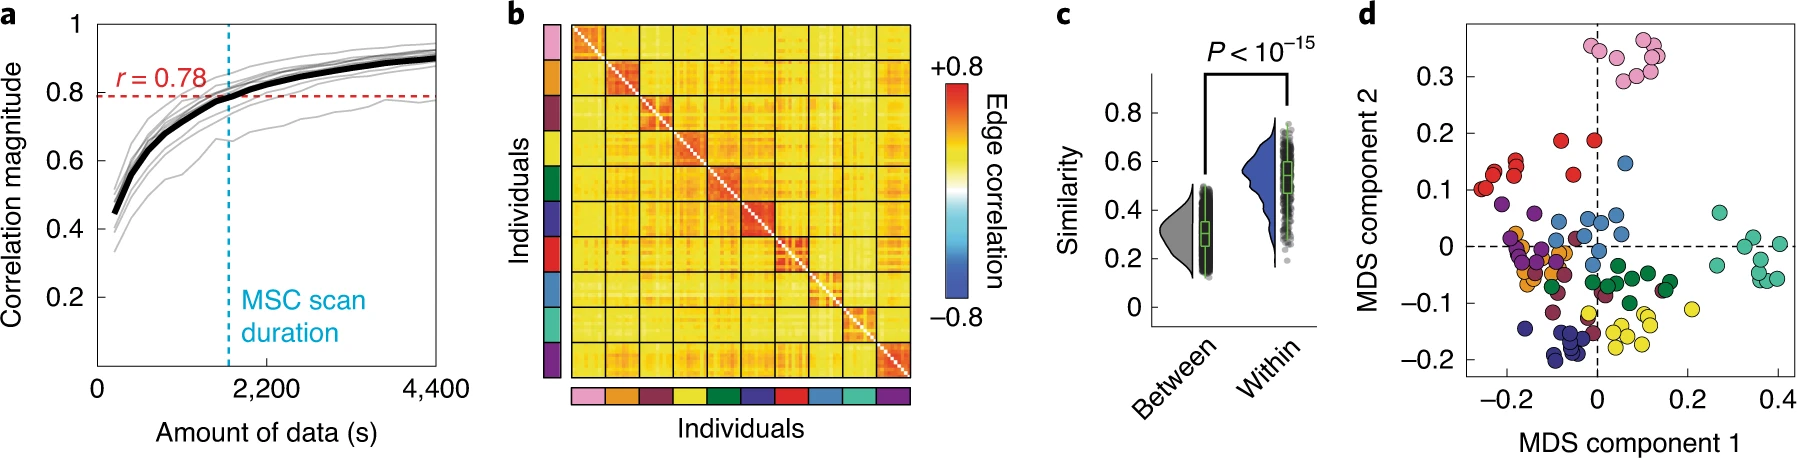 a
Correlation magnitude
1
0.8
0.6
0.4
0.2
r = 0.78
MSC scan
duration
0
2,200
4,400
Amount of data (s)
b
Individuals
Individuals
+0.8
Edge correlation
–0.8
c
P < 10⁻¹⁵
Similarity
0.8
0.6
0.4
0.2
0
Between
Within
d
MDS component 2
0.3
0.2
0.1
0
–0.1
–0.2
–0.2
0
0.2
0.4
MDS component 1